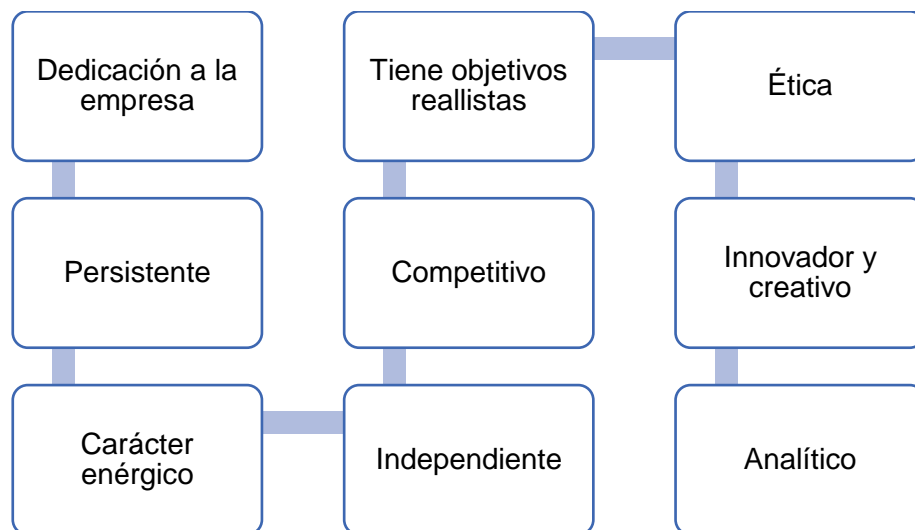 Dedicación a la
empresa
Persistente
Carácter
enérgico
Independiente
Competitivo
Tiene objetivos
reallistas
Ética
Innovador y
creativo
Analítico